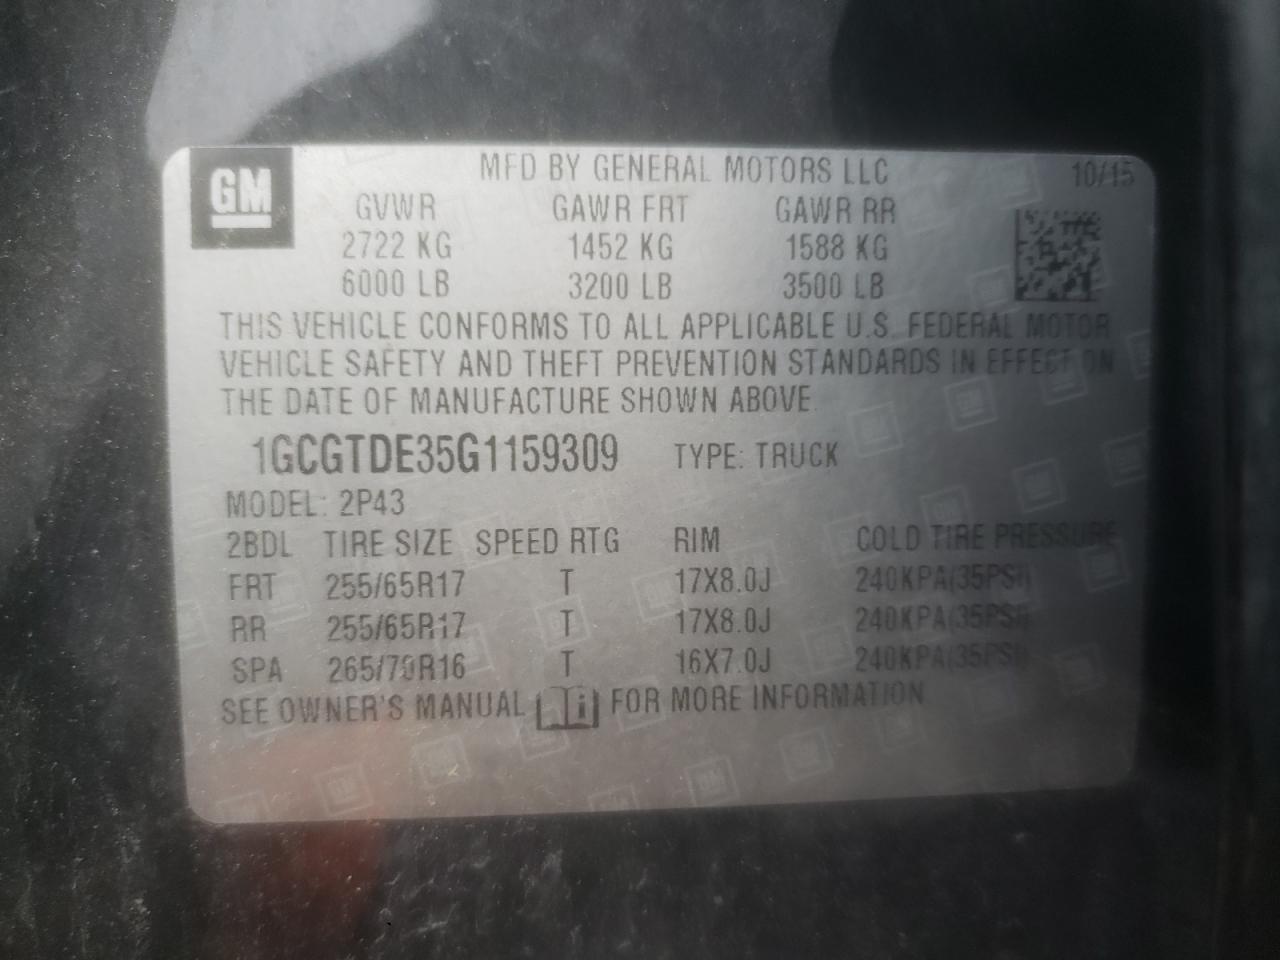 GM
MFD BY GENERAL MOTORS LLC 10/15
GVWR GAWR FRT GAWR RR
2722 KG 1452 KG 1588 KG
6000 LB 3200 LB 3500 LB
THIS VEHICLE CONFORMS TO ALL APPLICABLE U.S. FEDERAL MOTOR
VEHICLE SAFETY AND THEFT PREVENTION STANDARDS IN EFFECT ON
THE DATE OF MANUFACTURE SHOWN ABOVE.
1GCGTDE35G1159309 TYPE: TRUCK
MODEL: 2P43
2BDL TIRE SIZE SPEED RTG RIM COLD TIRE PRESSURE
FRT 255/65R17 T 17X8.0J 240KPA(35PSI)
RR 255/65R17 T 17X8.0J 240KPA(35PSI)
SPA 265/70R16 T 16X7.0J 240KPA(35PSI)
SEE OWNER'S MANUAL i FOR MORE INFORMATION